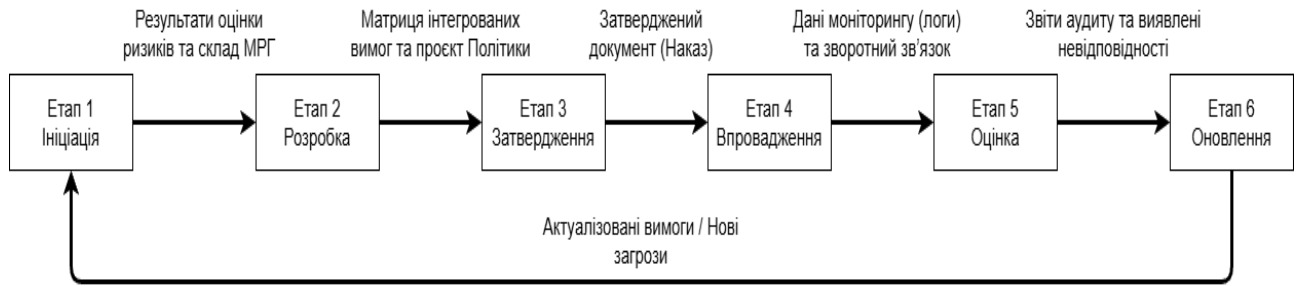 Результати оцінки
ризиків та склад МРГ
Матриця інтегрованих
вимог та проєкт Політики
Затверджений
документ (Наказ)
Дані моніторингу (логи)
та зворотний зв'язок
Звіти аудиту та виявлені
невідповідності
Етап 1
Ініціація
Етап 2
Розробка
Етап 3
Затвердження
Етап 4
Впровадження
Етап 5
Оцінка
Етап 6
Оновлення
Актуалізовані вимоги / Нові
загрози